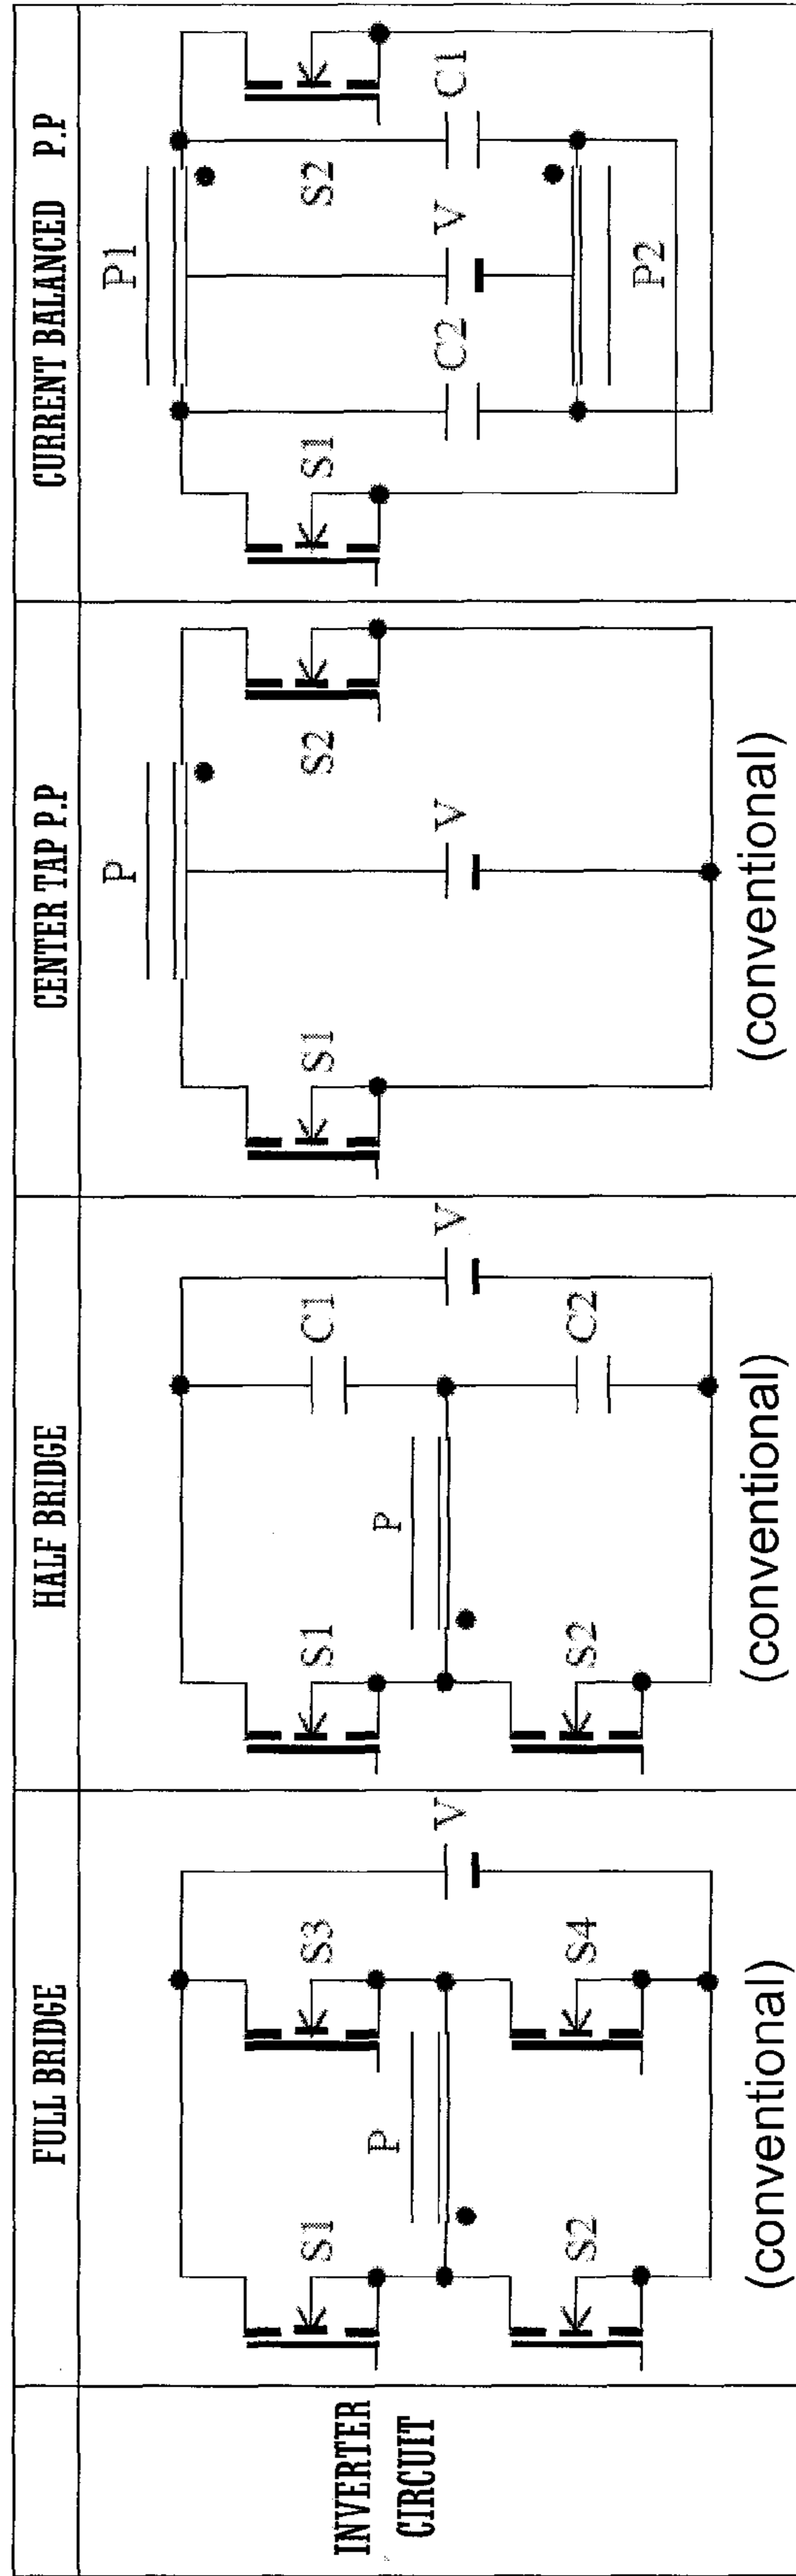 FULL BRIDGE
HALF BRIDGE
CENTER TAP P.P
CURRENT BALANCED P.P
INVERTER
CIRCUIT
S1
S3
P
V
S2
S4
(conventional)
S1
C1
P
V
S2
C2
(conventional)
P
S1
S2
V
(conventional)
P1
S1
S2
C2
V
C1
P2